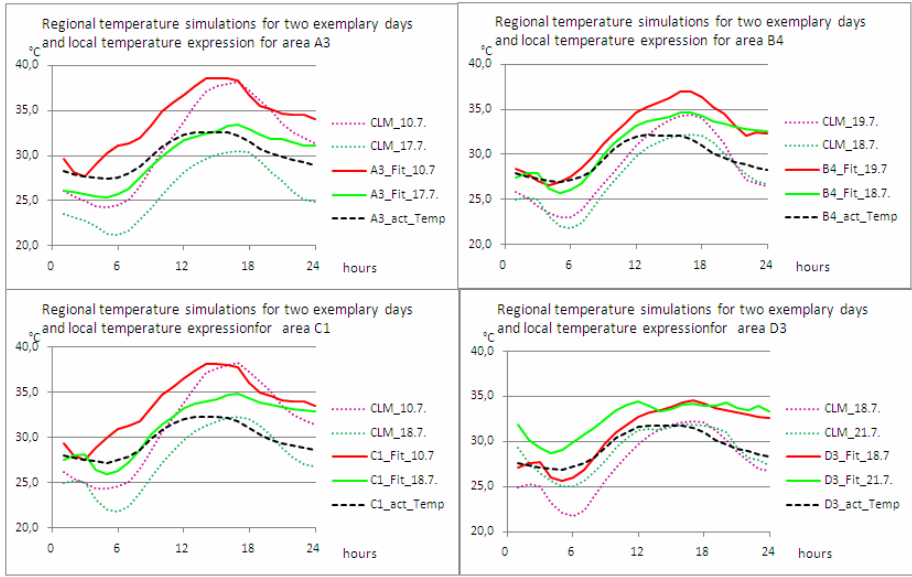 Regional temperature simulations for two exemplary days
and local temperature expression for area A3
°C
40,0
35,0
30,0
25,0
20,0
0
6
12
18
24
hours
CLM_10.7.
CLM_17.7.
A3_Fit_10.7
A3_Fit_17.7.
A3_act_Temp
Regional temperature simulations for two exemplary days
and local temperature expression for area B4
°C
40,0
35,0
30,0
25,0
20,0
0
6
12
18
24
hours
CLM_19.7.
CLM_18.7.
B4_Fit_19.7
B4_Fit_18.7.
B4_act_Temp
Regional temperature simulations for two exemplary days
and local temperature expressionfor area C1
°C
40,0
35,0
30,0
25,0
20,0
0
6
12
18
24
hours
CLM_10.7.
CLM_18.7.
C1_Fit_10.7
C1_Fit_18.7.
C1_act_Temp
Regional temperature simulations for two exemplary days
and local temperature expressionfor area D3
°C
40,0
35,0
30,0
25,0
20,0
0
6
12
18
24
hours
CLM_18.7.
CLM_21.7.
D3_Fit_18.7
D3_Fit_21.7.
D3_act_Temp